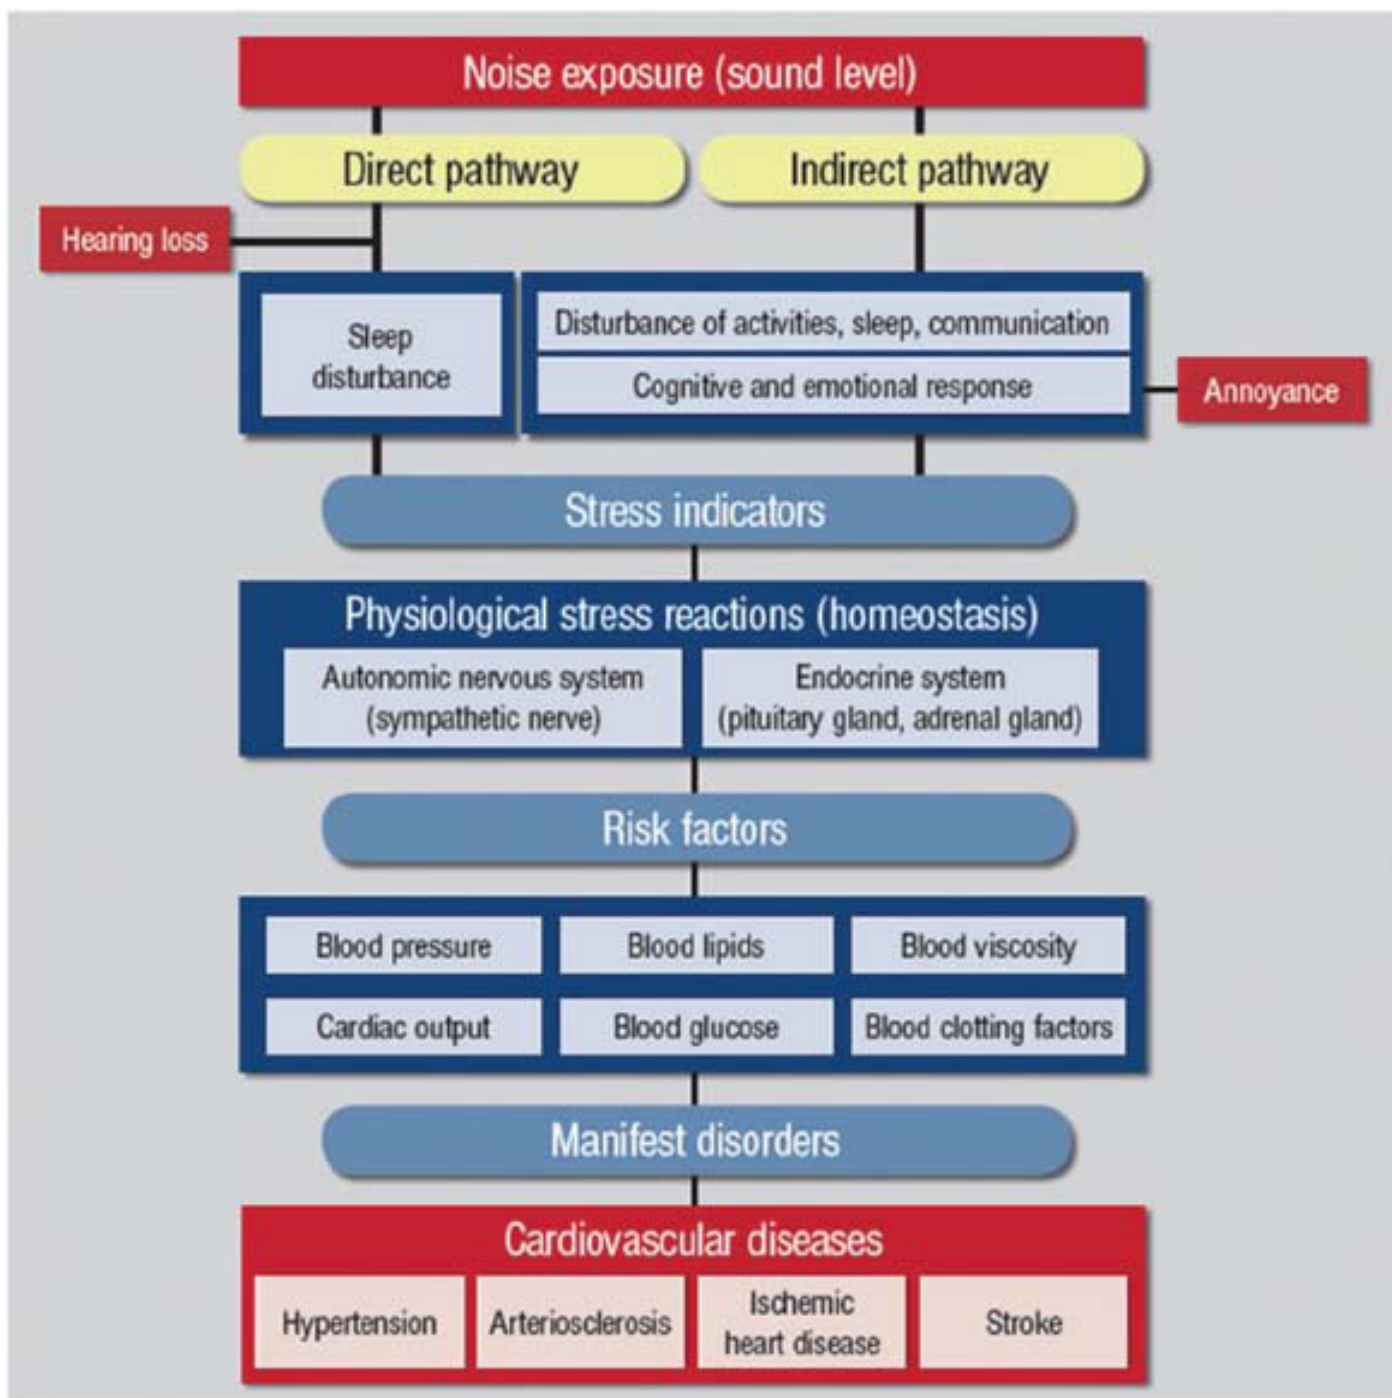 Noise exposure (sound level)
Direct pathway
Indirect pathway
Hearing loss
Sleep
disturbance
Disturbance of activities, sleep, communication
Cognitive and emotional response
Annoyance
Stress indicators
Physiological stress reactions (homeostasis)
Autonomic nervous system
(sympathetic nerve)
Endocrine system
(pituitary gland, adrenal gland)
Risk factors
Blood pressure
Blood lipids
Blood viscosity
Cardiac output
Blood glucose
Blood clotting factors
Manifest disorders
Cardiovascular diseases
Hypertension
Arteriosclerosis
Ischemic
heart disease
Stroke